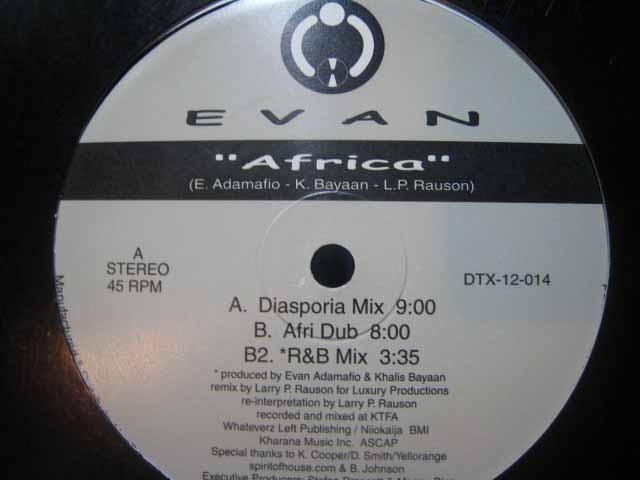 EVAN
"Africa"
(E. Adamafio - K. Bayaan - L.P. Rauson)
A
STEREO
45 RPM
DTX-12-014
A. Diasporia Mix 9:00
B. Afri Dub 8:00
B2. *R&B Mix 3:35
* produced by Evan Adamafio & Khalis Bayaan
remix by Larry P. Rauson for Luxury Productions
re-interpretation by Larry P. Rauson
recorded and mixed at KTFA
Whateverz Left Publishing / Niiokaija BMI
Kharana Music Inc. ASCAP
Special thanks to K. Cooper/D. Smith/Yellorange
spiritofhouse.com & B. Johnson
Executive Producers:
Manufactured